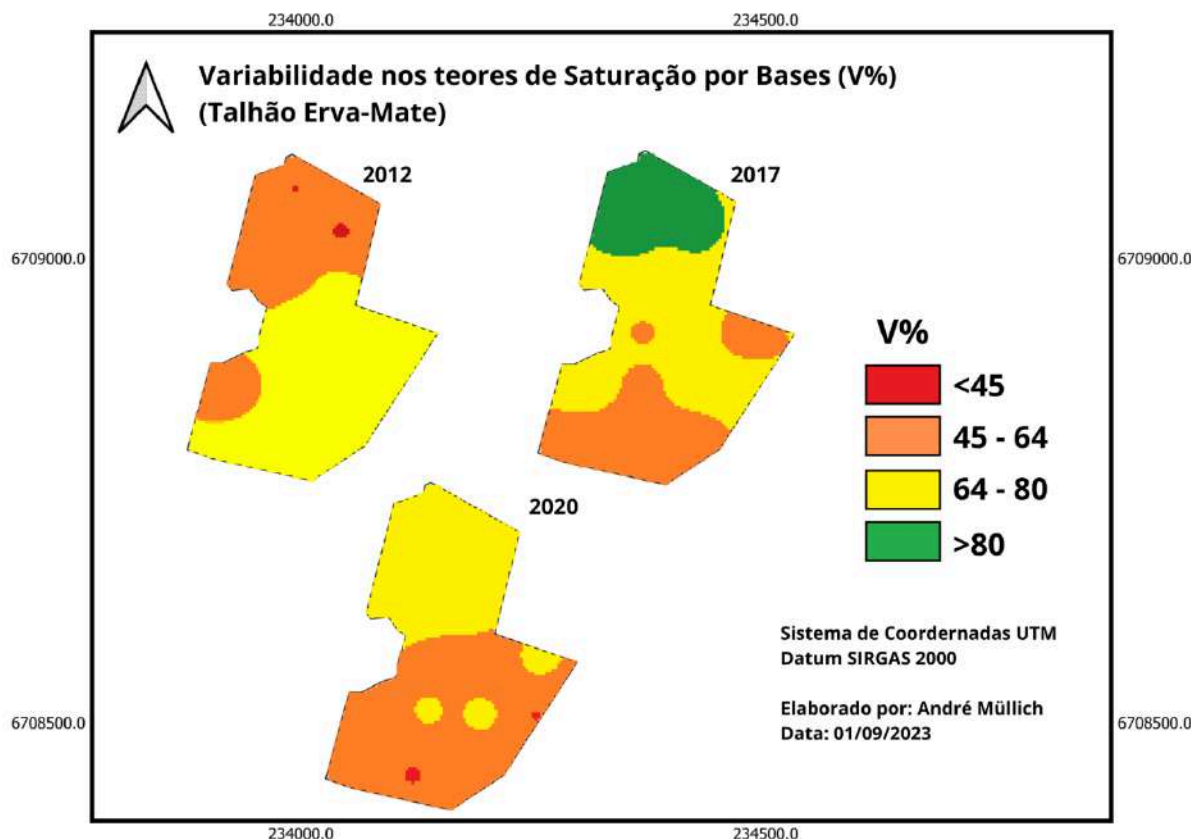 234000.0
234500.0
Variabilidade nos teores de Saturação por Bases (V%)
(Talhão Erva-Mate)
2012
2017
6709000.0
6709000.0
V%
<45
45 - 64
64 - 80
>80
2020
Sistema de Coordernadas UTM
Datum SIRGAS 2000
Elaborado por: André Müllich
Data: 01/09/2023
6708500.0
6708500.0
234000.0
234500.0